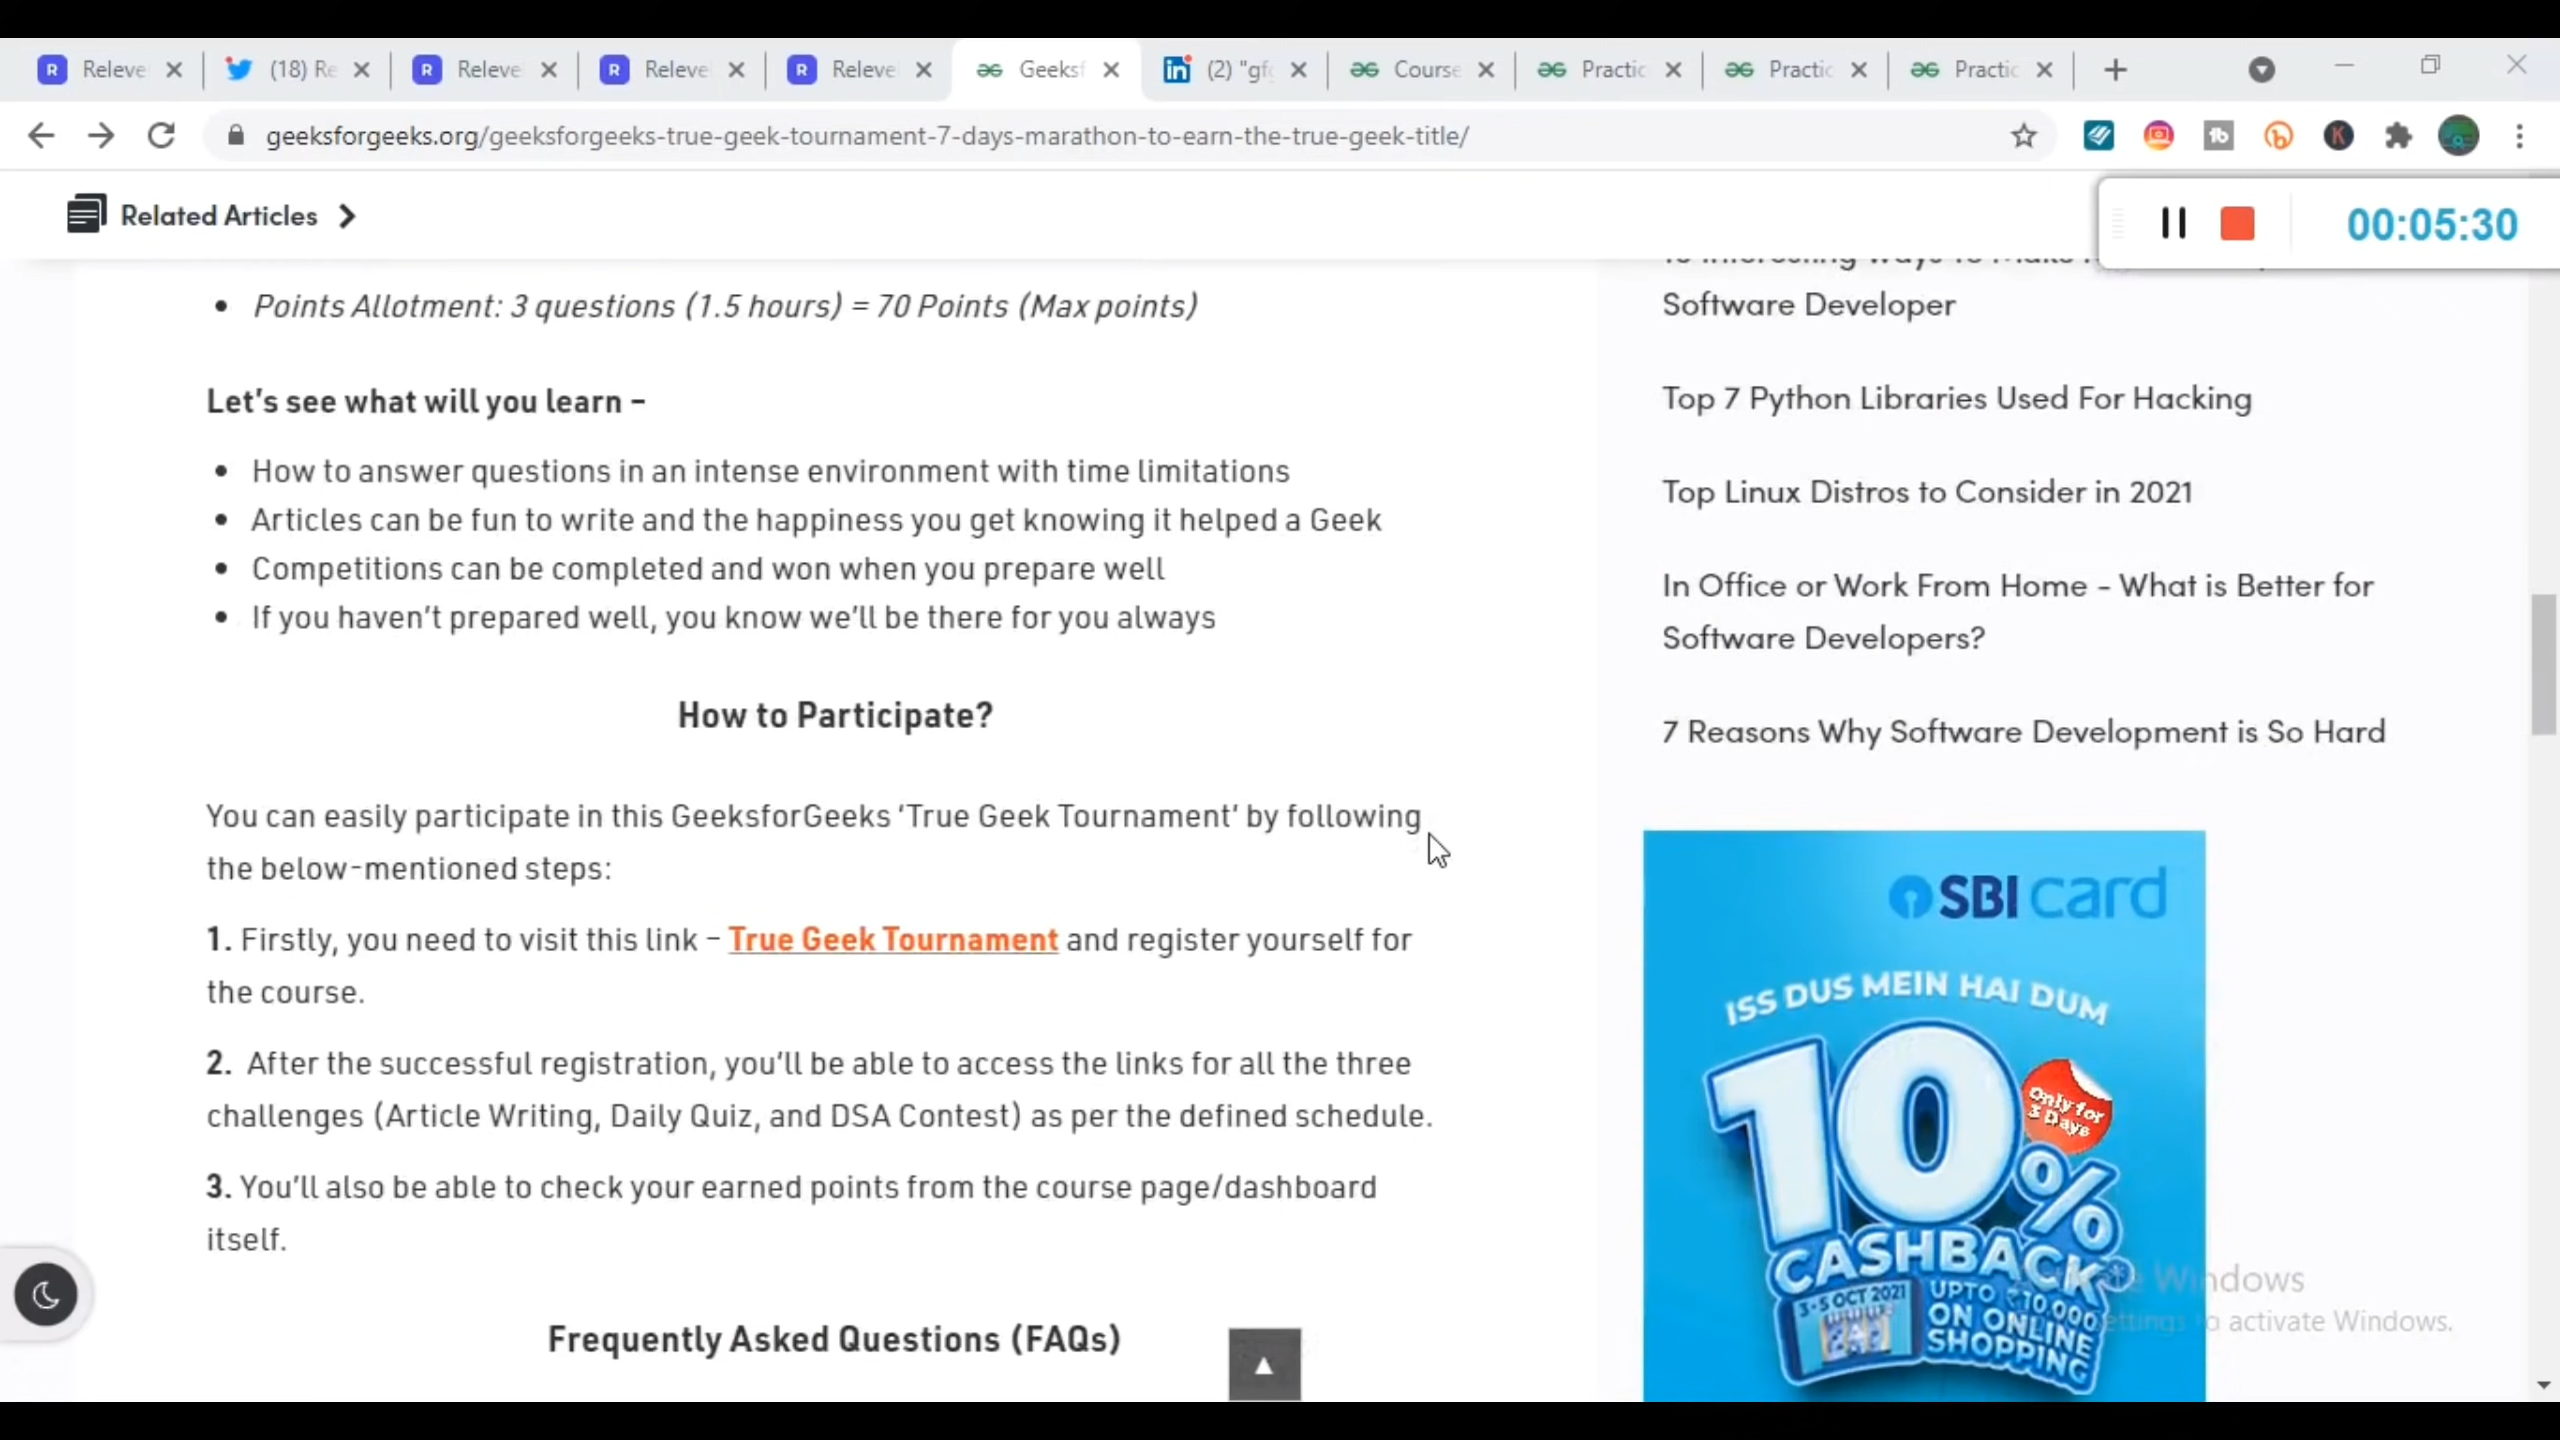 Releve
(18) Re
Releve
Releve
Releve
Geeksf
(2) "gf
Course
Practic
Practic
Practic
geeksforgeeks.org/geeksforgeeks-true-geek-tournament-7-days-marathon-to-earn-the-true-geek-title/
Related Articles
00:05:30
Points Allotment: 3 questions (1.5 hours) = 70 Points (Max points)
Let's see what will you learn –
• How to answer questions in an intense environment with time limitations
• Articles can be fun to write and the happiness you get knowing it helped a Geek
• Competitions can be completed and won when you prepare well
• If you haven't prepared well, you know we'll be there for you always
How to Participate?
You can easily participate in this GeeksforGeeks 'True Geek Tournament' by following
the below-mentioned steps:
1. Firstly, you need to visit this link – True Geek Tournament and register yourself for
the course.
2. After the successful registration, you'll be able to access the links for all the three
challenges (Article Writing, Daily Quiz, and DSA Contest) as per the defined schedule.
3. You'll also be able to check your earned points from the course page/dashboard
itself.
Frequently Asked Questions (FAQs)
Software Developer
Top 7 Python Libraries Used For Hacking
Top Linux Distros to Consider in 2021
In Office or Work From Home – What is Better for
Software Developers?
7 Reasons Why Software Development is So Hard
SBI card
ISS DUS MEIN HAI DUM
10%
Only for
3 Days
CASHBACK
3-5 OCT 2021
UPTO ₹10,000
ON ONLINE
SHOPPING
Windows
activate Windows.